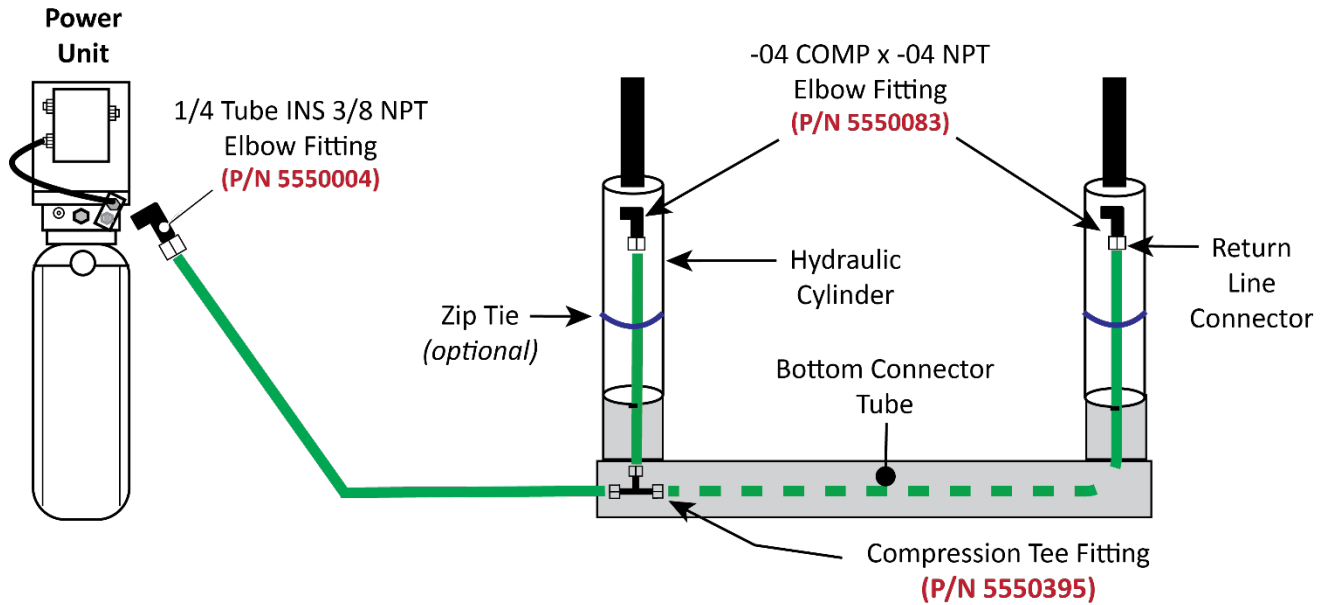 Power
Unit
1/4 Tube INS 3/8 NPT
Elbow Fitting
(P/N 5550004)
-04 COMP x -04 NPT
Elbow Fitting
(P/N 5550083)
Hydraulic
Cylinder
Return
Line
Connector
Zip Tie
(optional)
Bottom Connector
Tube
Compression Tee Fitting
(P/N 5550395)